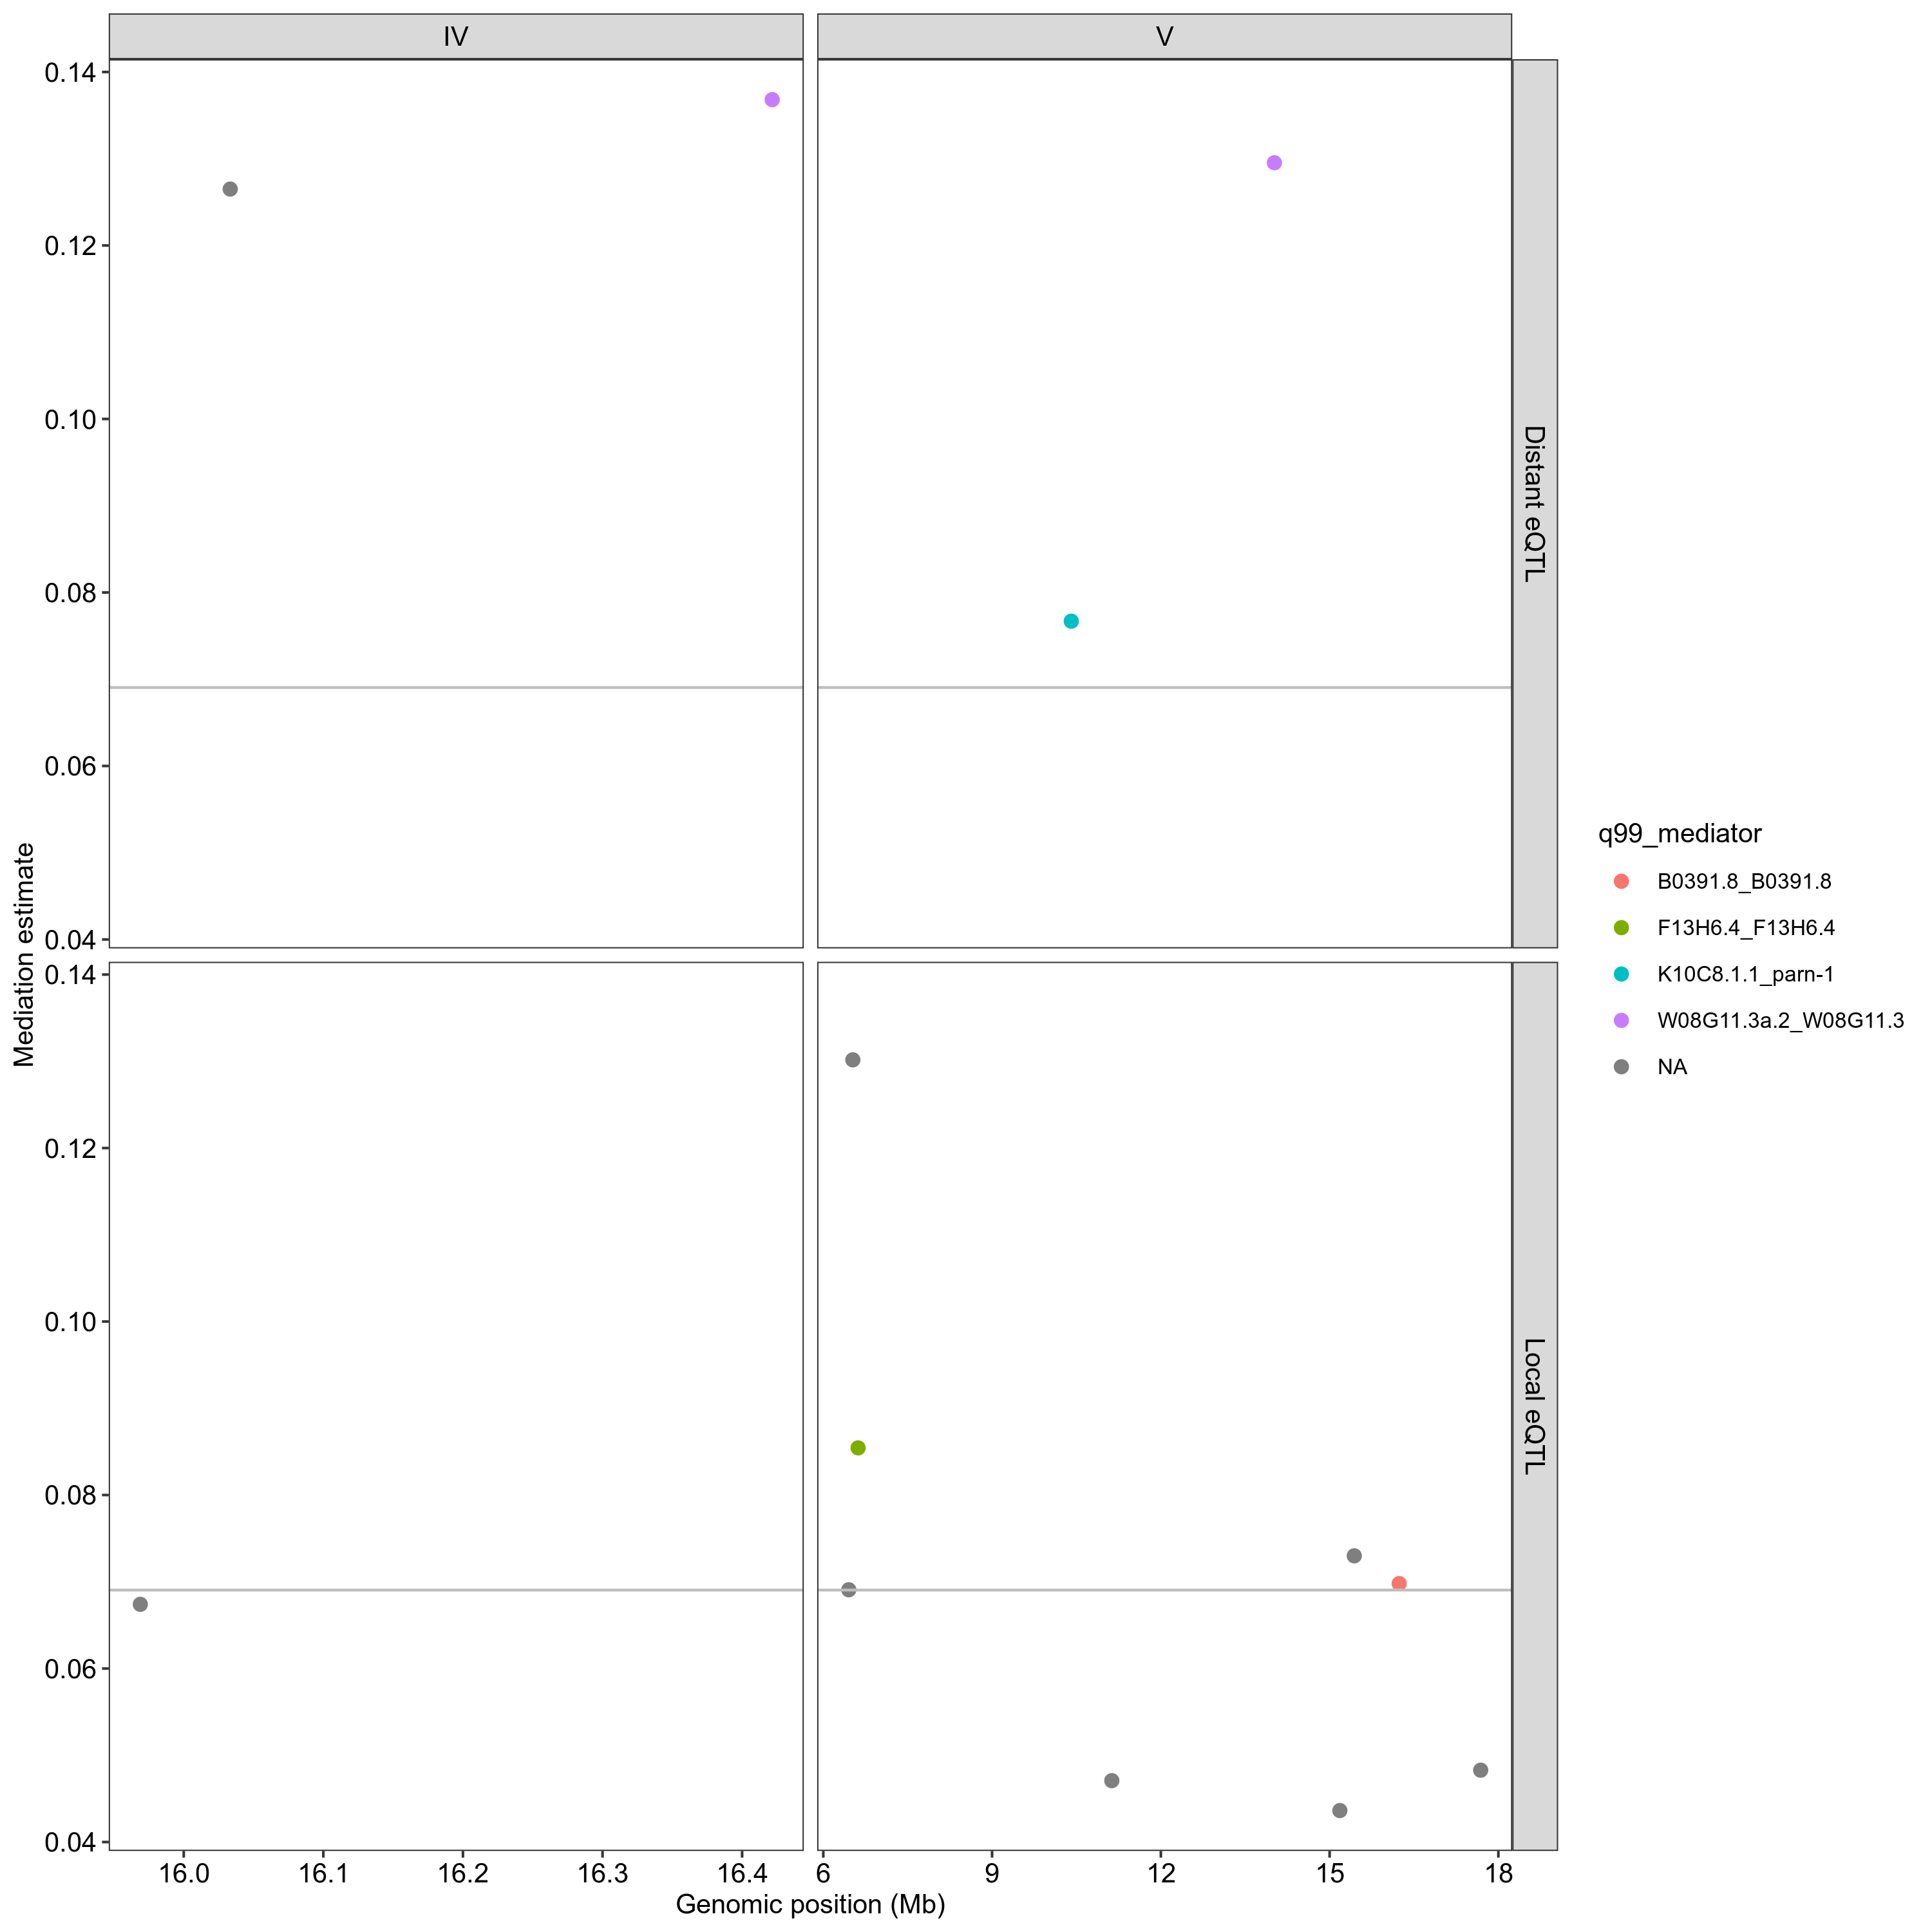 IV
V
0.14
0.12
0.10
0.08
0.06
0.04
Distant eQTL
0.14
0.12
0.10
0.08
0.06
0.04
Local eQTL
Mediation estimate
16.0 16.1 16.2 16.3 16.4
6 9 12 15 18
Genomic position (Mb)
q99_mediator
B0391.8_B0391.8
F13H6.4_F13H6.4
K10C8.1.1_parn-1
W08G11.3a.2_W08G11.3
NA